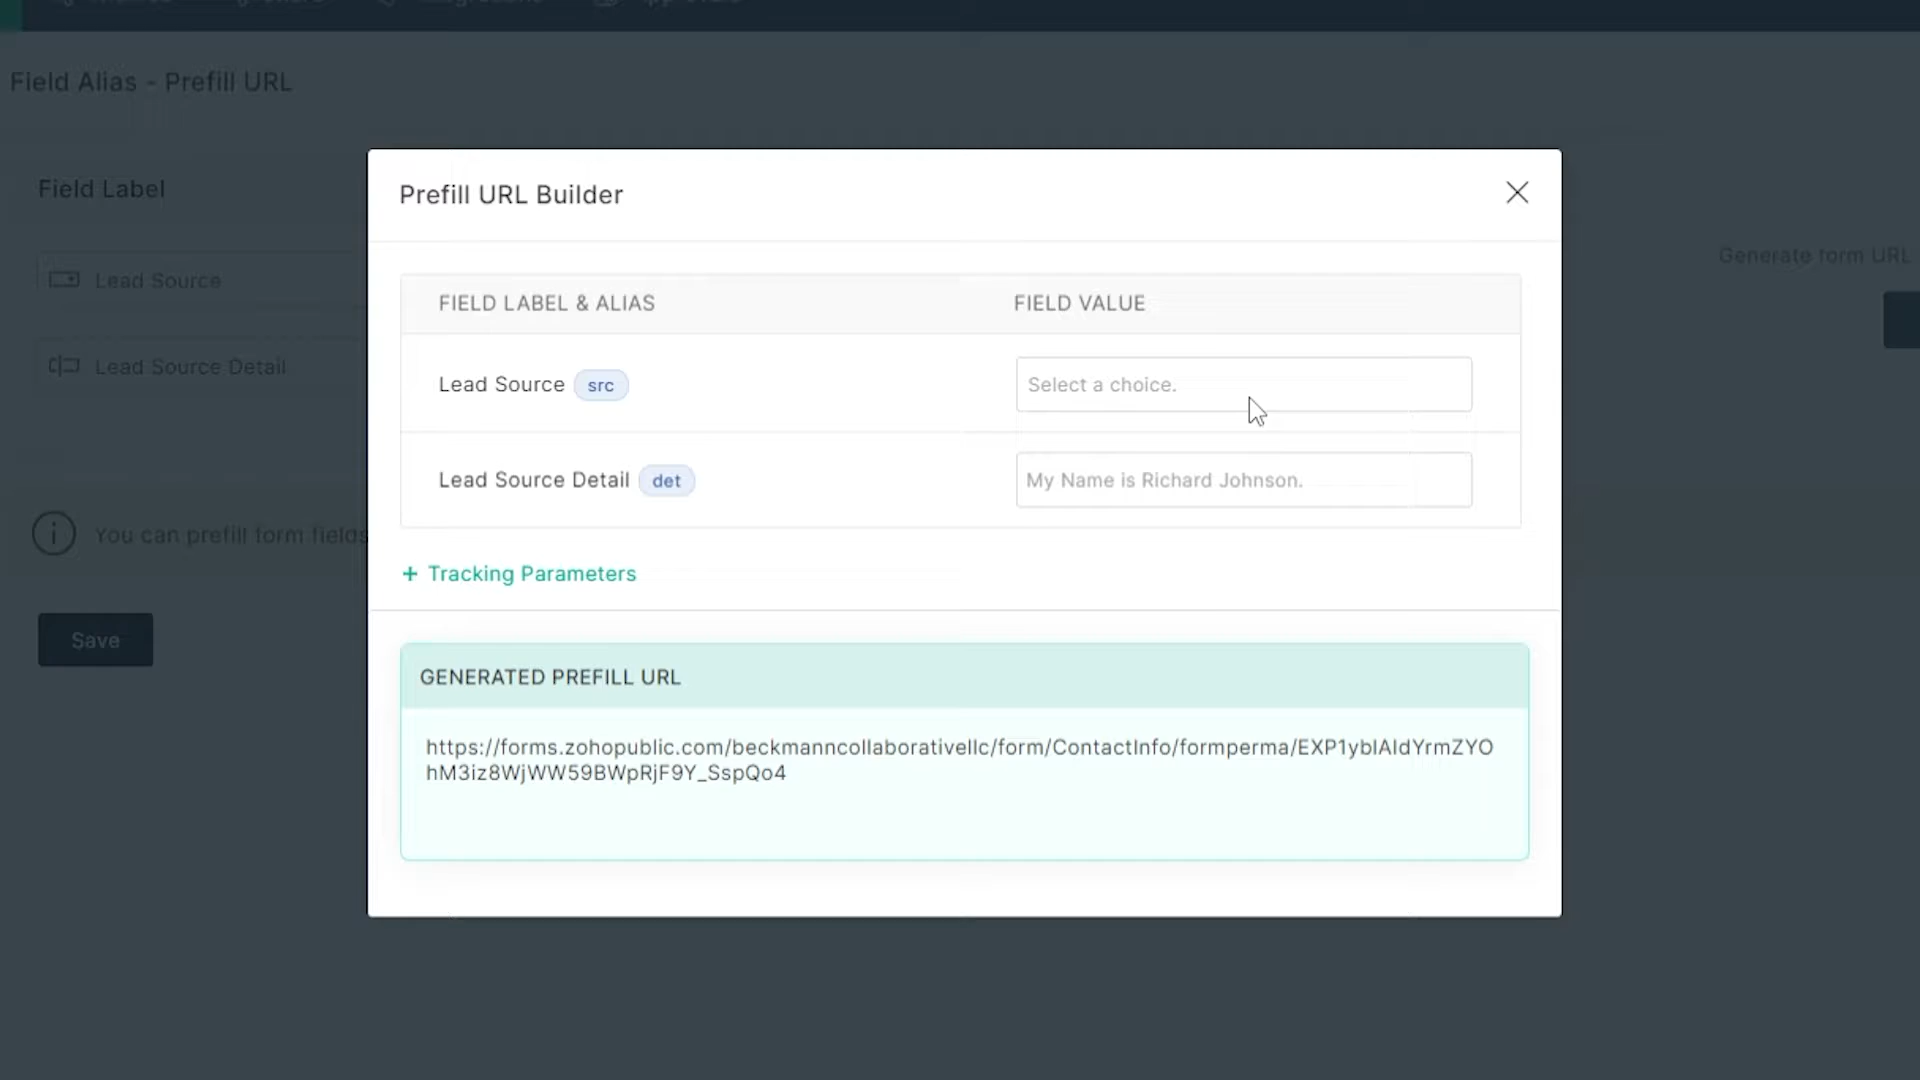 Field Alias - Prefill URL
Field Label
Lead Source
Lead Source Detail
You can prefill form fields
Save
Generate form URL
Prefill URL Builder
FIELD LABEL & ALIAS FIELD VALUE
Lead Source src Select a choice.
Lead Source Detail det My Name is Richard Johnson.
+ Tracking Parameters
GENERATED PREFILL URL
https://forms.zohopublic.com/beckmanncollaborativellc/form/ContactInfo/formperma/EXP1yblAldYrmZYO
hM3iz8WjWW59BWpRjF9Y_SspQo4